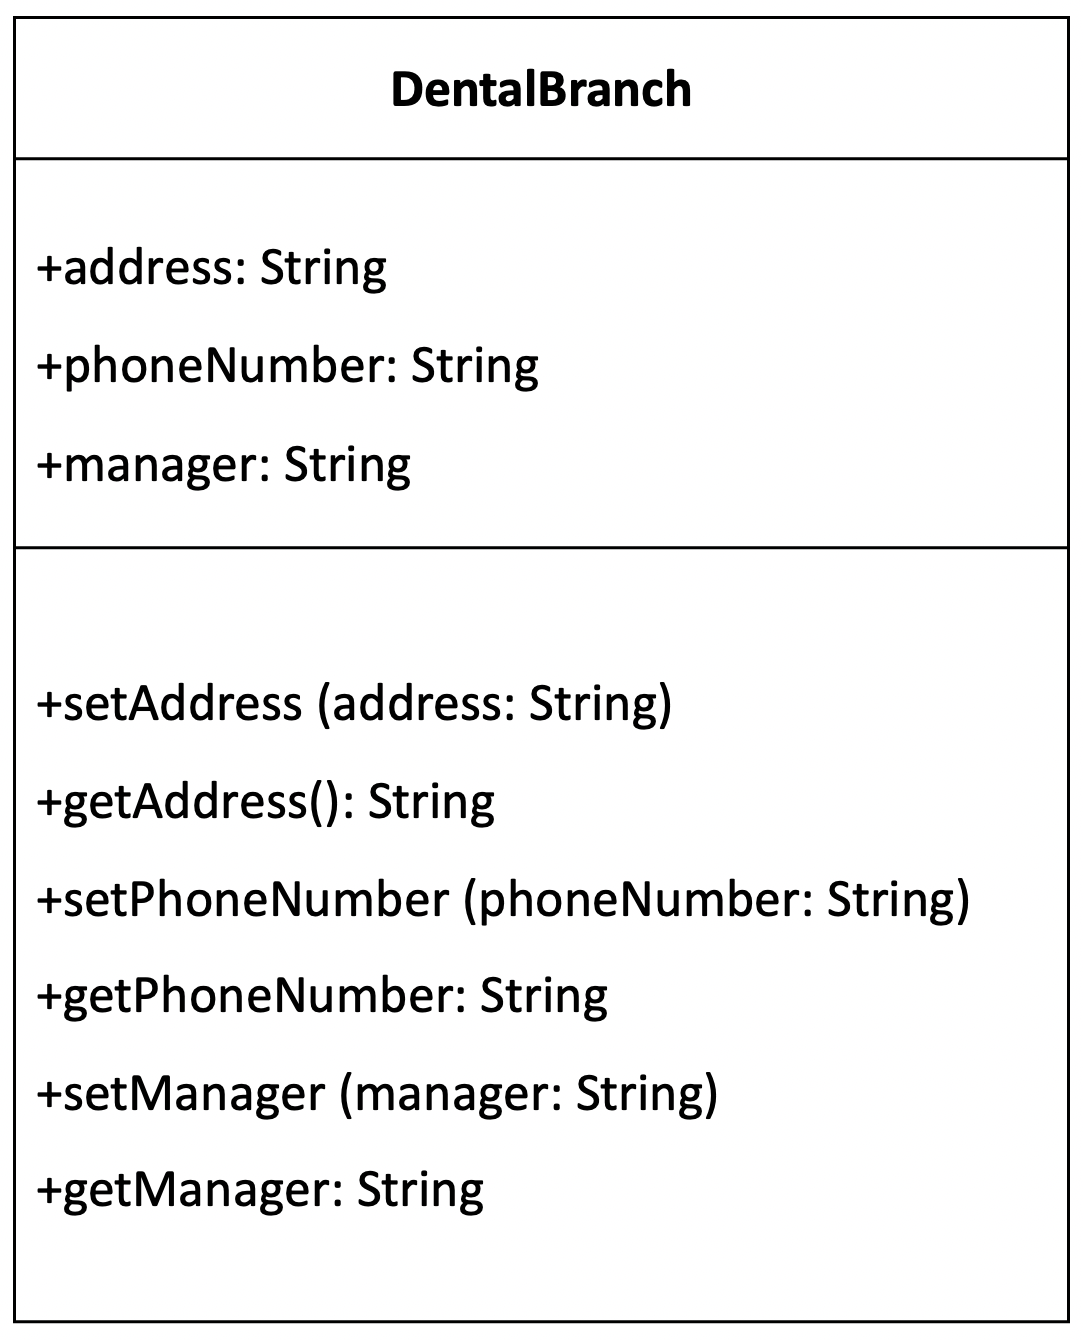 DentalBranch
+address: String
+phoneNumber: String
+manager: String
+setAddress (address: String)
+getAddress(): String
+setPhoneNumber (phoneNumber: String)
+getPhoneNumber: String
+setManager (manager: String)
+getManager: String